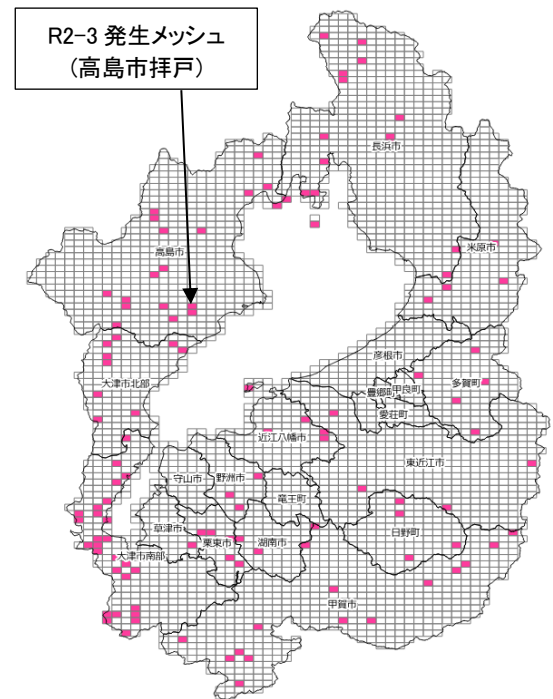 R2-3 発生メッシュ
(高島市拝戸)
長浜市
米原市
高島市
彦根市
大津市北部
豊郷町
甲良町
多賀町
愛荘町
近江八幡市
東近江市
守山市
野洲市
竜王町
草津市
栗東市
湖南市
日野町
大津市南部
甲賀市